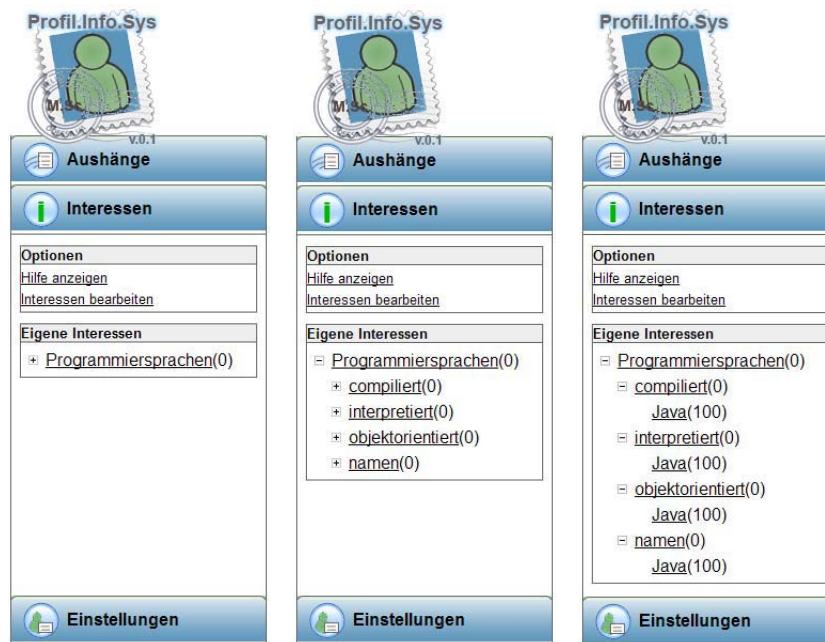 Profil.Info.Sys
M.Sc.
v.0.1
Aushänge
Interessen
Optionen
Hilfe anzeigen
Interessen bearbeiten
Eigene Interessen
Programmiersprachen(0)
Einstellungen
Profil.Info.Sys
M.Sc.
v.0.1
Aushänge
Interessen
Optionen
Hilfe anzeigen
Interessen bearbeiten
Eigene Interessen
Programmiersprachen(0)
compiliert(0)
interpretiert(0)
objektorientiert(0)
namen(0)
Einstellungen
Profil.Info.Sys
M.Sc.
v.0.1
Aushänge
Interessen
Optionen
Hilfe anzeigen
Interessen bearbeiten
Eigene Interessen
Programmiersprachen(0)
compiliert(0)
Java(100)
interpretiert(0)
Java(100)
objektorientiert(0)
Java(100)
namen(0)
Java(100)
Einstellungen